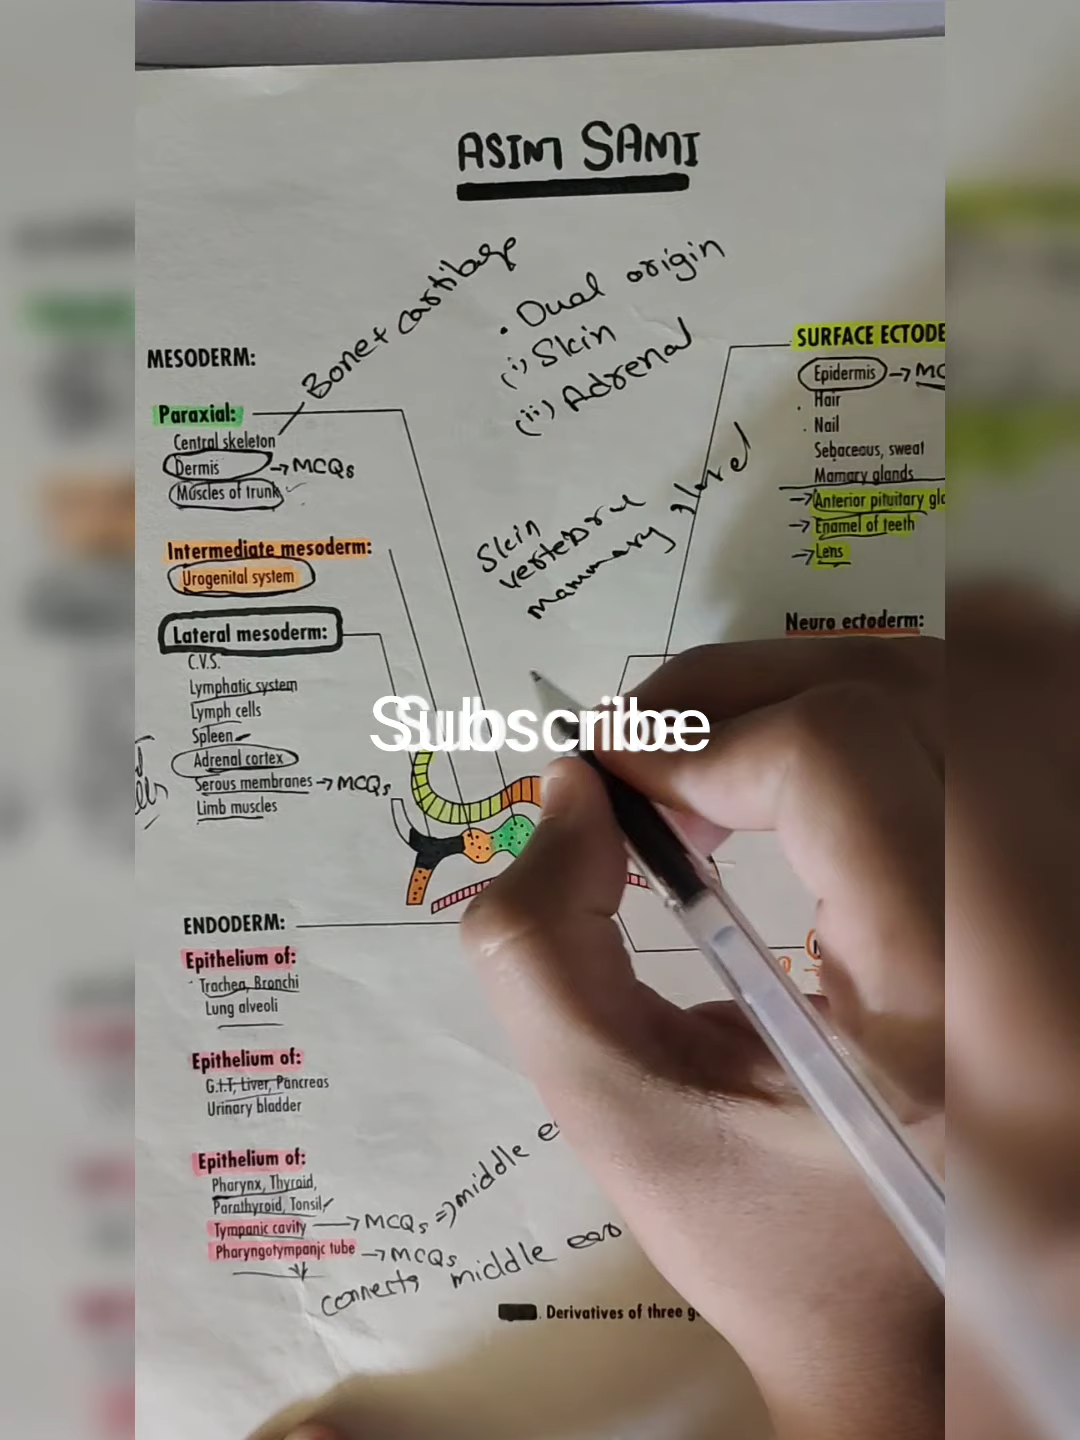 ASIM SAMI
Bone + cartilage
• Dual origin
(i) Skin
(ii) Adrenal
MESODERM:
Paraxial:
Central skeleton
Dermis → MCQs
Muscles of trunk
Intermediate mesoderm:
Urogenital system
Lateral mesoderm:
C.V.S.
Lymphatic system
Lymph cells
Spleen
Adrenal cortex
Serous membranes → MCQs
Limb muscles
Skin
mammary gland
SURFACE ECTODE
Epidermis → MC
Hair
Nail
Sebaceous, sweat
Mamary glands
→ Anterior pituitary gl
→ Enamel of teeth
→ Lens
Neuro ectoderm:
Subscribe
ENDODERM:
Epithelium of:
Trachea, Bronchi
Lung alveoli
Epithelium of:
G.I.T, Liver, Pancreas
Urinary bladder
Epithelium of:
Pharynx, Thyroid,
Parathyroid, Tonsil
Tympanic cavity → MCQs => middle e
Pharyngotympanic tube → MCQs
connects middle ear
. Derivatives of three g